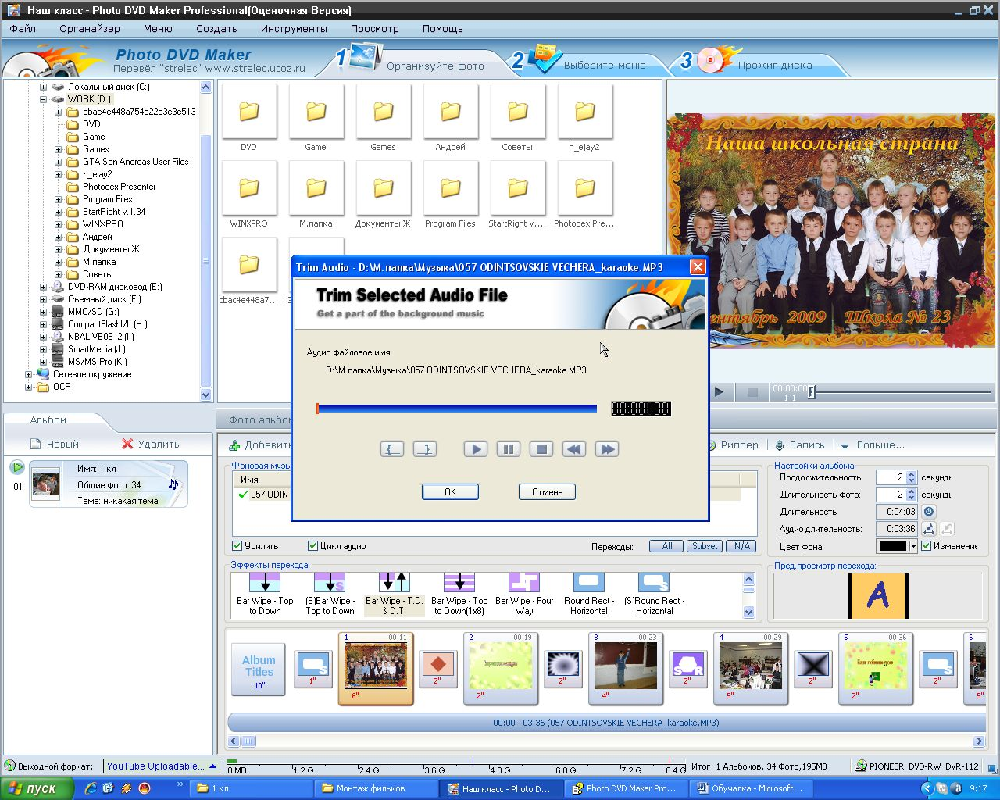 Наш класс - Photo DVD Maker Professional(Оценочная Версия)
Файл Органайзер Меню Создать Инструменты Просмотр Помощь
Photo DVD Maker
Перевёл "strelec" www.strelec.ucoz.ru
1 Организуйте фото
2 Выберите меню
3 Прожиг диска
Локальный диск (C:)
WORK (D:)
cbac4e448a754e22d3c3c513
DVD
Game
Games
GTA San Andreas User Files
h_ejay2
Photodex Presenter
Program Files
StartRight v.1.34
WINXPRO
Андрей
Документы Ж
М.папка
Советы
DVD-RAM дисковод (E:)
Съемный диск (F:)
MMC/SD (G:)
CompactFlashI/II (H:)
NBALIVE06_2 (I:)
SmartMedia (J:)
MS/MS Pro (K:)
Сетевое окружение
OCR
DVD Game Games Андрей Советы h_ejay2
WINXPRO М.папка Документы Ж Program Files StartRight v.... Photodex Pre...
cbac4e448a7...
Наша школьная страна
2009 Школа № 23
00:00:00
1-1
Trim Audio - D:\М.папка\Музыка\057 ODINTSOVSKIE VECHERA_karaoke.MP3
Trim Selected Audio File
Get a part of the background music
Аудио файловое имя:
D:\М.папка\Музыка\057 ODINTSOVSKIE VECHERA_karaoke.MP3
00:00:00
OK Отмена
Альбом
Новый Удалить
01
Имя: 1 кл
Общие фото: 34
Тема: никакая тема
Фото альбо
Добавить Риппер Запись Больше...
Фоновая музы
Имя
057 ODINT
Усилить Цикл аудио Переходы: All Subset N/A
Настройки альбома
Продолжительность 2 секунды
Длительность фото: 2 секунды
Длительность 0:04:03
Аудио длительность: 0:03:36
Цвет фона: Изменение
Эффекты перехода:
Bar Wipe - Top to Down
(S)Bar Wipe - Top to Down
Bar Wipe - T.D. & D.T.
Bar Wipe - Top to Down(1x8)
Bar Wipe - Four Way
Round Rect - Horizontal
(S)Round Rect - Horizontal
Пред.просмотр перехода:
A
Album Titles 10"
1"
1 00:11 6"
2"
2 00:19 2"
2"
3 00:23 4"
2"
4 00:29 5"
2"
5 00:36 2"
2"
6 5"
00:00 - 03:36 (057 ODINTSOVSKIE VECHERA_karaoke.MP3)
Выходной формат: YouTube Uploadable...
0 MB 1.2 G 2.4 G 3.6 G 4.8 G 6.0 G 7.2 G 8.4 G
Итог: 1 Альбомов, 34 Фото,195MB
PIONEER DVD-RW DVR-112
пуск
1 кл
Монтаж фильмов
Наш класс - Photo D...
Photo DVD Maker Pro...
Обучалка - Microsoft...
9:17